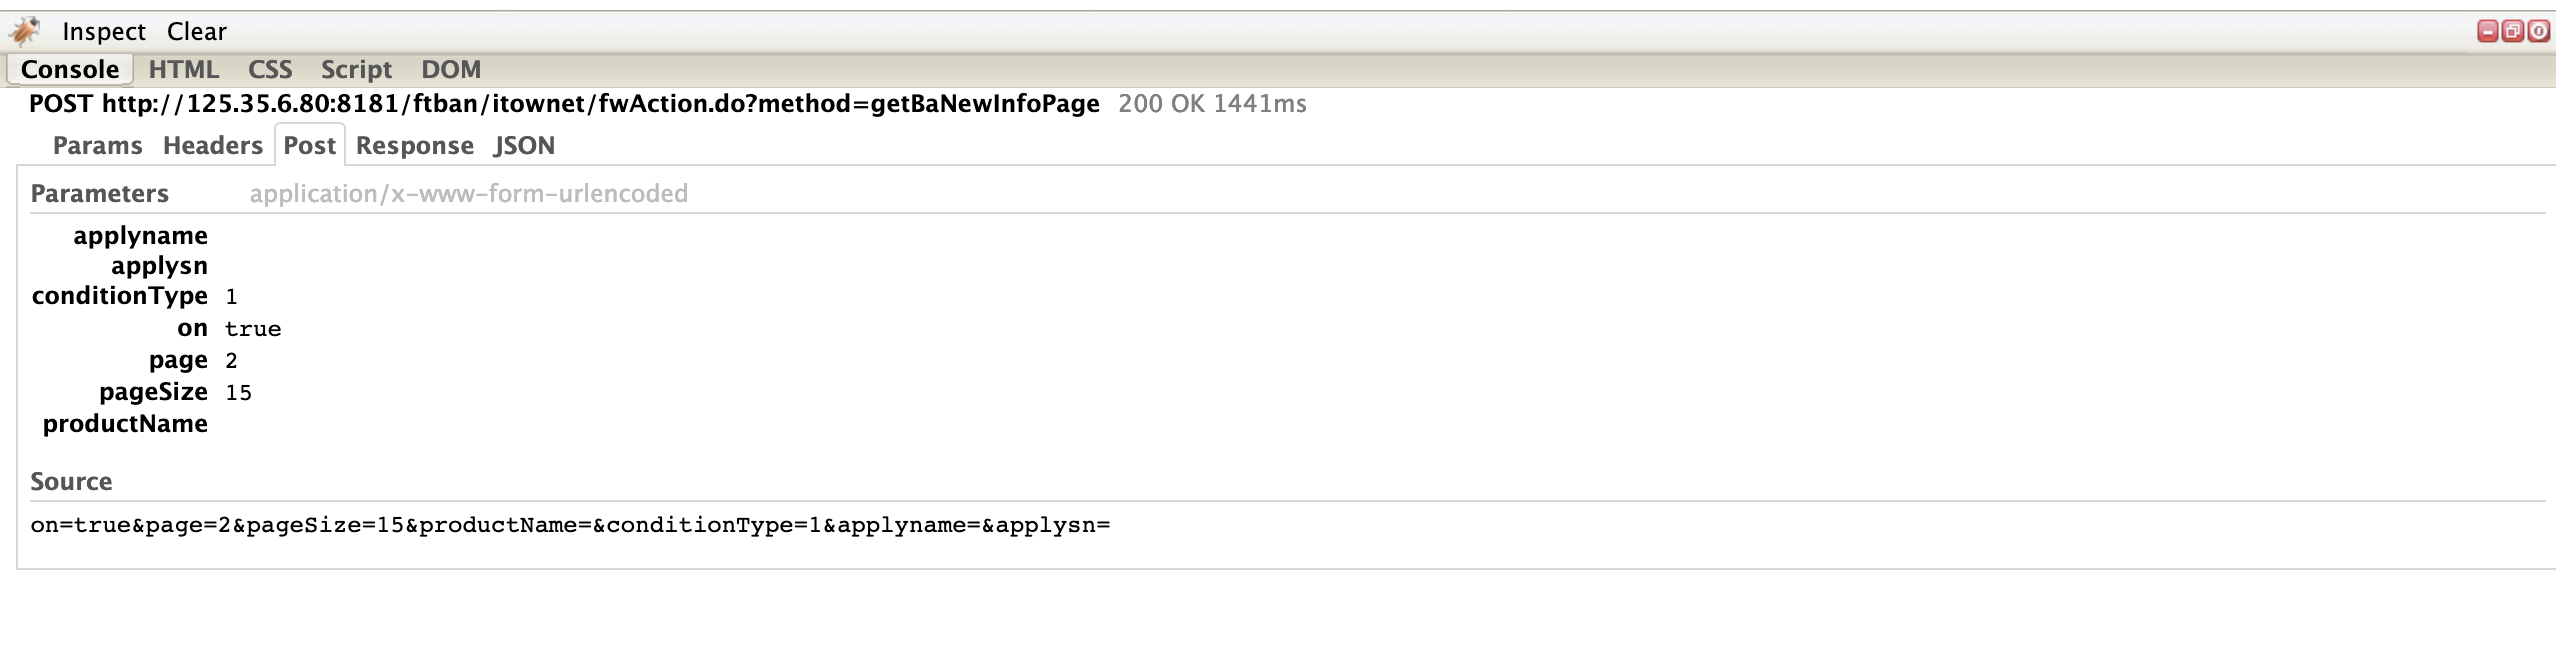 Inspect Clear
Console HTML CSS Script DOM
POST http://125.35.6.80:8181/ftban/itownet/fwAction.do?method=getBaNewInfoPage 200 OK 1441ms
Params Headers Post Response JSON
Parameters application/x-www-form-urlencoded
applyname
applysn
conditionType 1
on true
page 2
pageSize 15
productName
Source
on=true&page=2&pageSize=15&productName=&conditionType=1&applyname=&applysn=